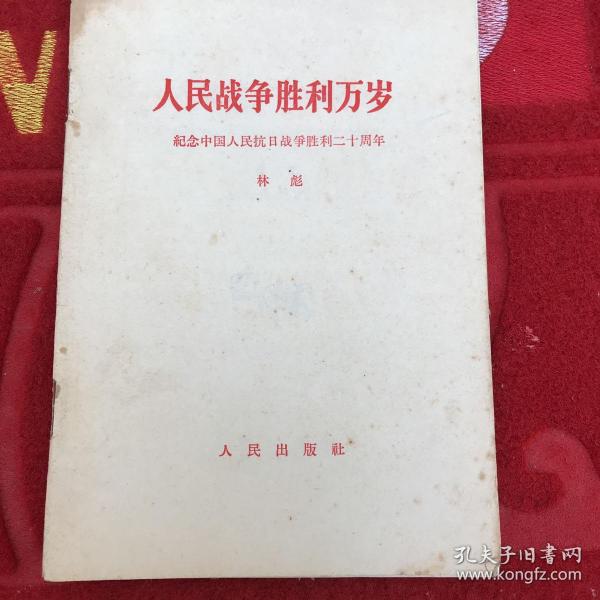 人民战争胜利万岁
紀念中国人民抗日战爭胜利二十周年
林彪
人民出版社
孔夫子旧书网
www.kongfz.com